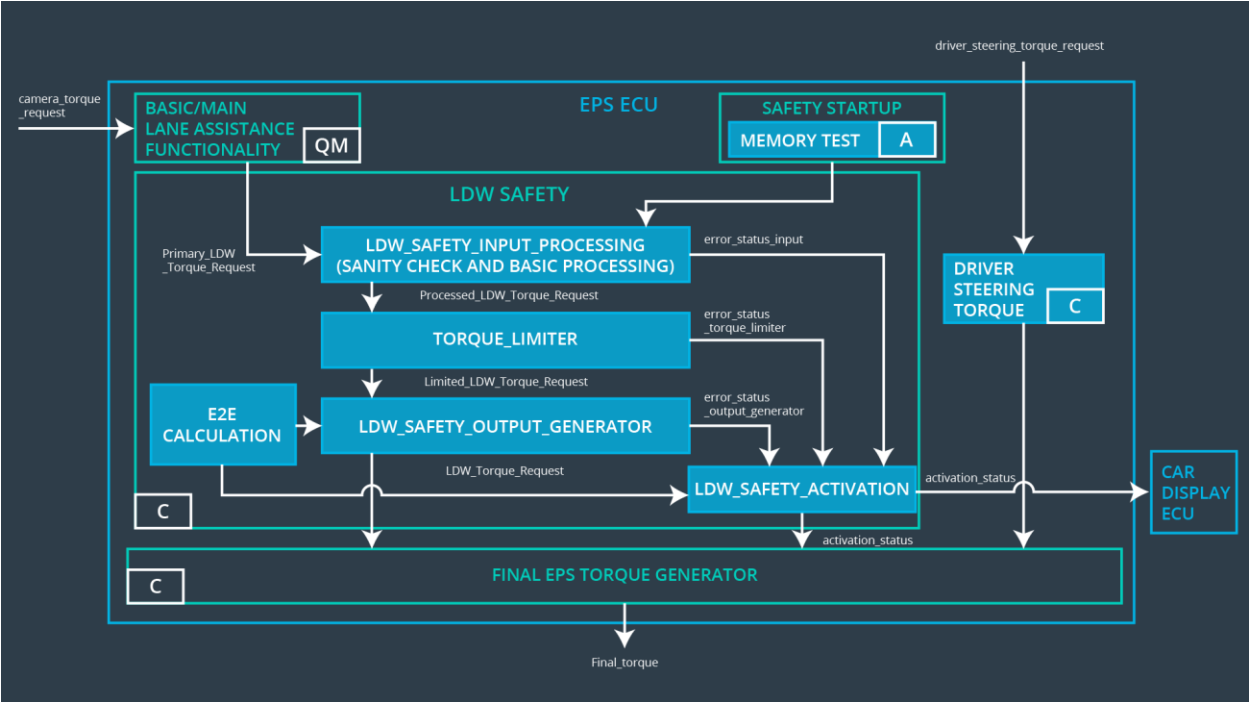 driver_steering_torque_request
camera_torque
_request
EPS ECU
BASIC/MAIN
LANE ASSISTANCE
FUNCTIONALITY
QM
SAFETY STARTUP
MEMORY TEST
A
LDW SAFETY
Primary_LDW
_Torque_Request
LDW_SAFETY_INPUT_PROCESSING
(SANITY CHECK AND BASIC PROCESSING)
error_status_input
DRIVER
STEERING
TORQUE
C
Processed_LDW_Torque_Request
TORQUE_LIMITER
error_status
_torque_limiter
Limited_LDW_Torque_Request
E2E
CALCULATION
LDW_SAFETY_OUTPUT_GENERATOR
error_status
_output_generator
LDW_Torque_Request
LDW_SAFETY_ACTIVATION
activation_status
CAR
DISPLAY
ECU
C
activation_status
FINAL EPS TORQUE GENERATOR
C
Final_torque